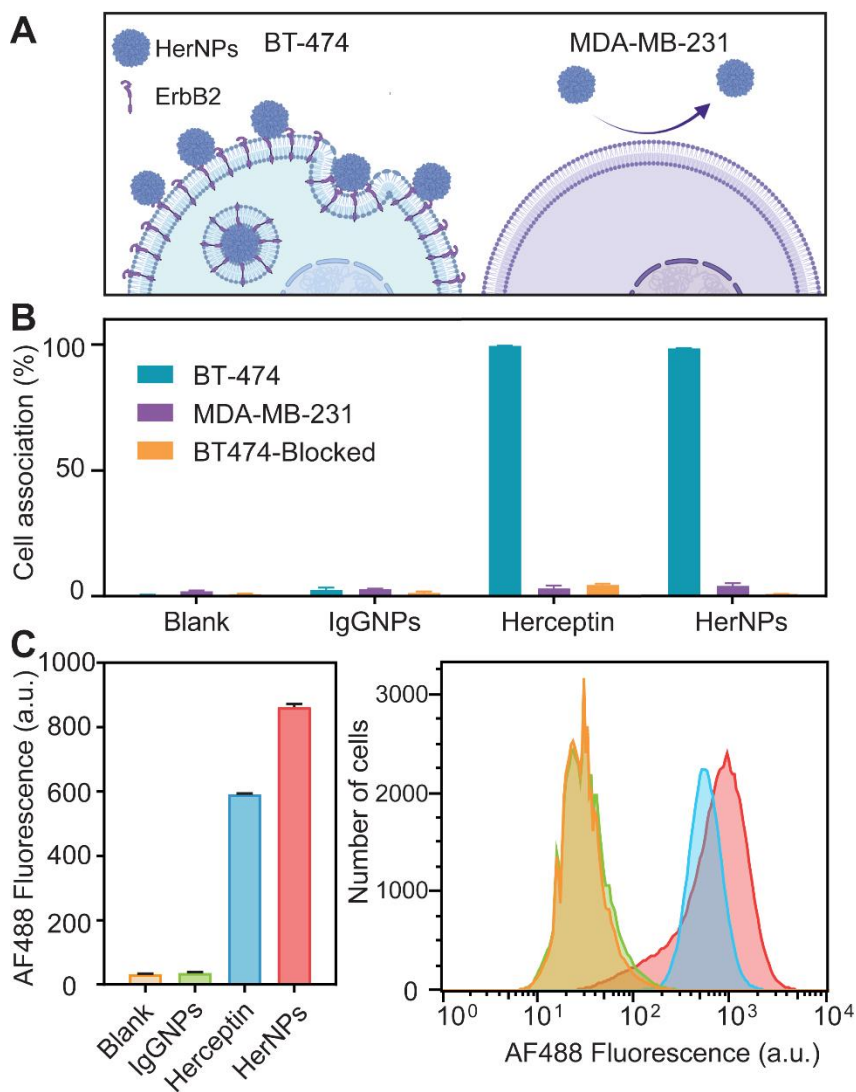 A
HerNPs
BT-474
MDA-MB-231
ErbB2
B
Cell association (%)
100
50
0
BT-474
MDA-MB-231
BT474-Blocked
Blank
IgGNPs
Herceptin
HerNPs
C
AF488 Fluorescence (a.u.)
1000
800
600
400
200
0
Blank
IgGNPs
Herceptin
HerNPs
Number of cells
3000
2000
1000
0
10⁰
10¹
10²
10³
10⁴
AF488 Fluorescence (a.u.)